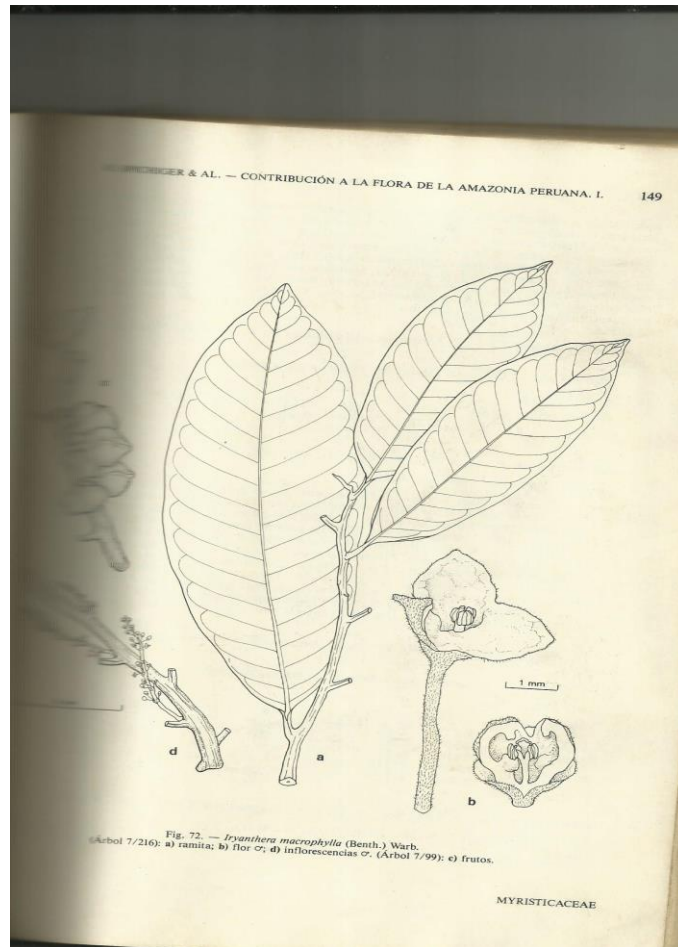 & AL. — CONTRIBUCIÓN A LA FLORA DE LA AMAZONIA PERUANA. I. 149
1 mm
d
a
b
Fig. 72. — Iryanthera macrophylla (Benth.) Warb.
(Árbol 7/216): a) ramita; b) flor ♂; d) inflorescencias ♂. (Árbol 7/99): c) frutos.
MYRISTICACEAE